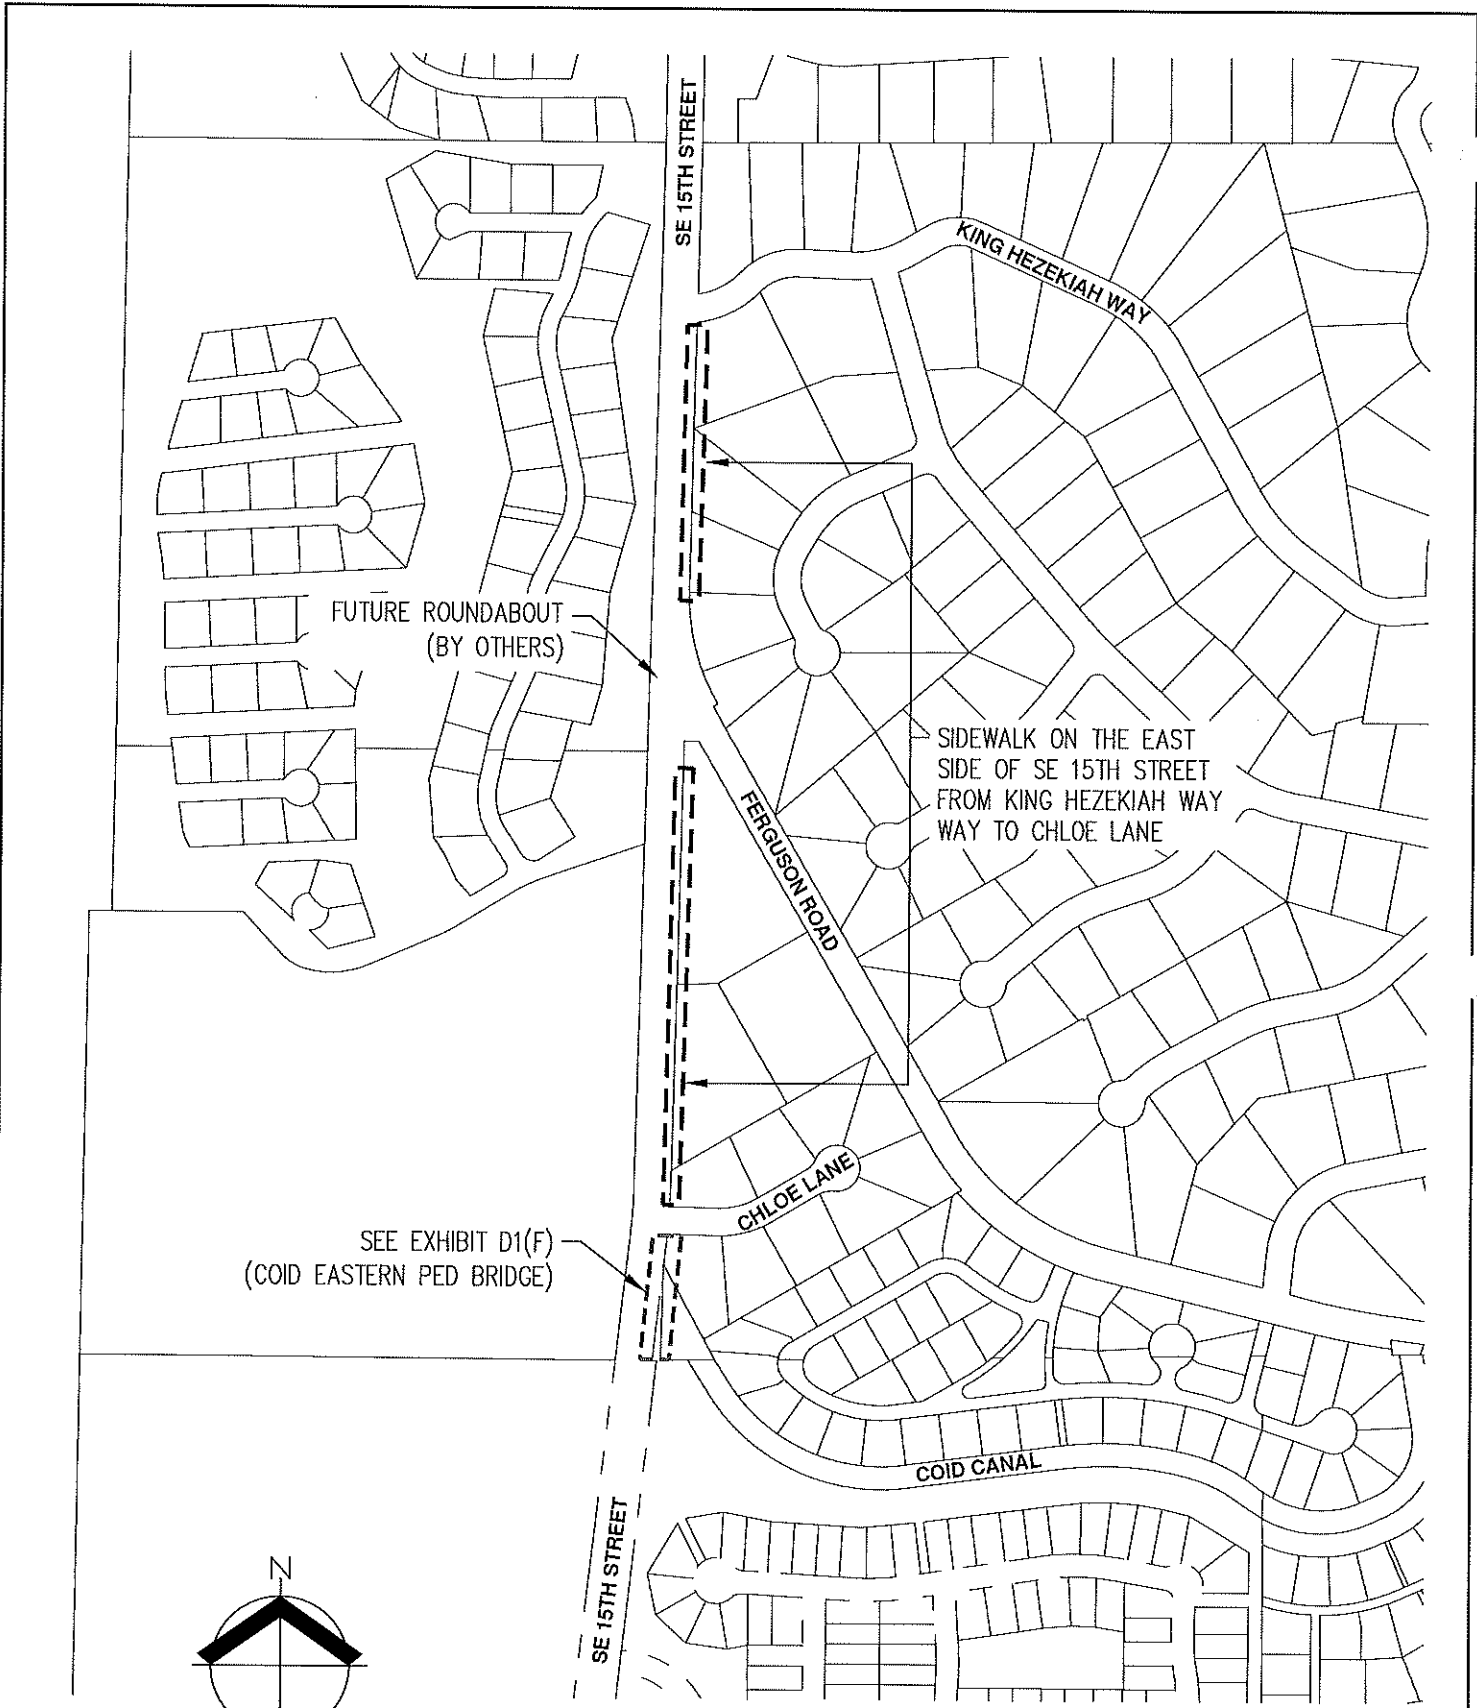 SE 15TH STREET
KING HEZEKIAH WAY
FUTURE ROUNDABOUT
(BY OTHERS)
SIDEWALK ON THE EAST
SIDE OF SE 15TH STREET
FROM KING HEZEKIAH WAY
WAY TO CHLOE LANE
FERGUSON ROAD
CHLOE LANE
SEE EXHIBIT D1(F)
(COID EASTERN PED BRIDGE)
COID CANAL
SE 15TH STREET
N